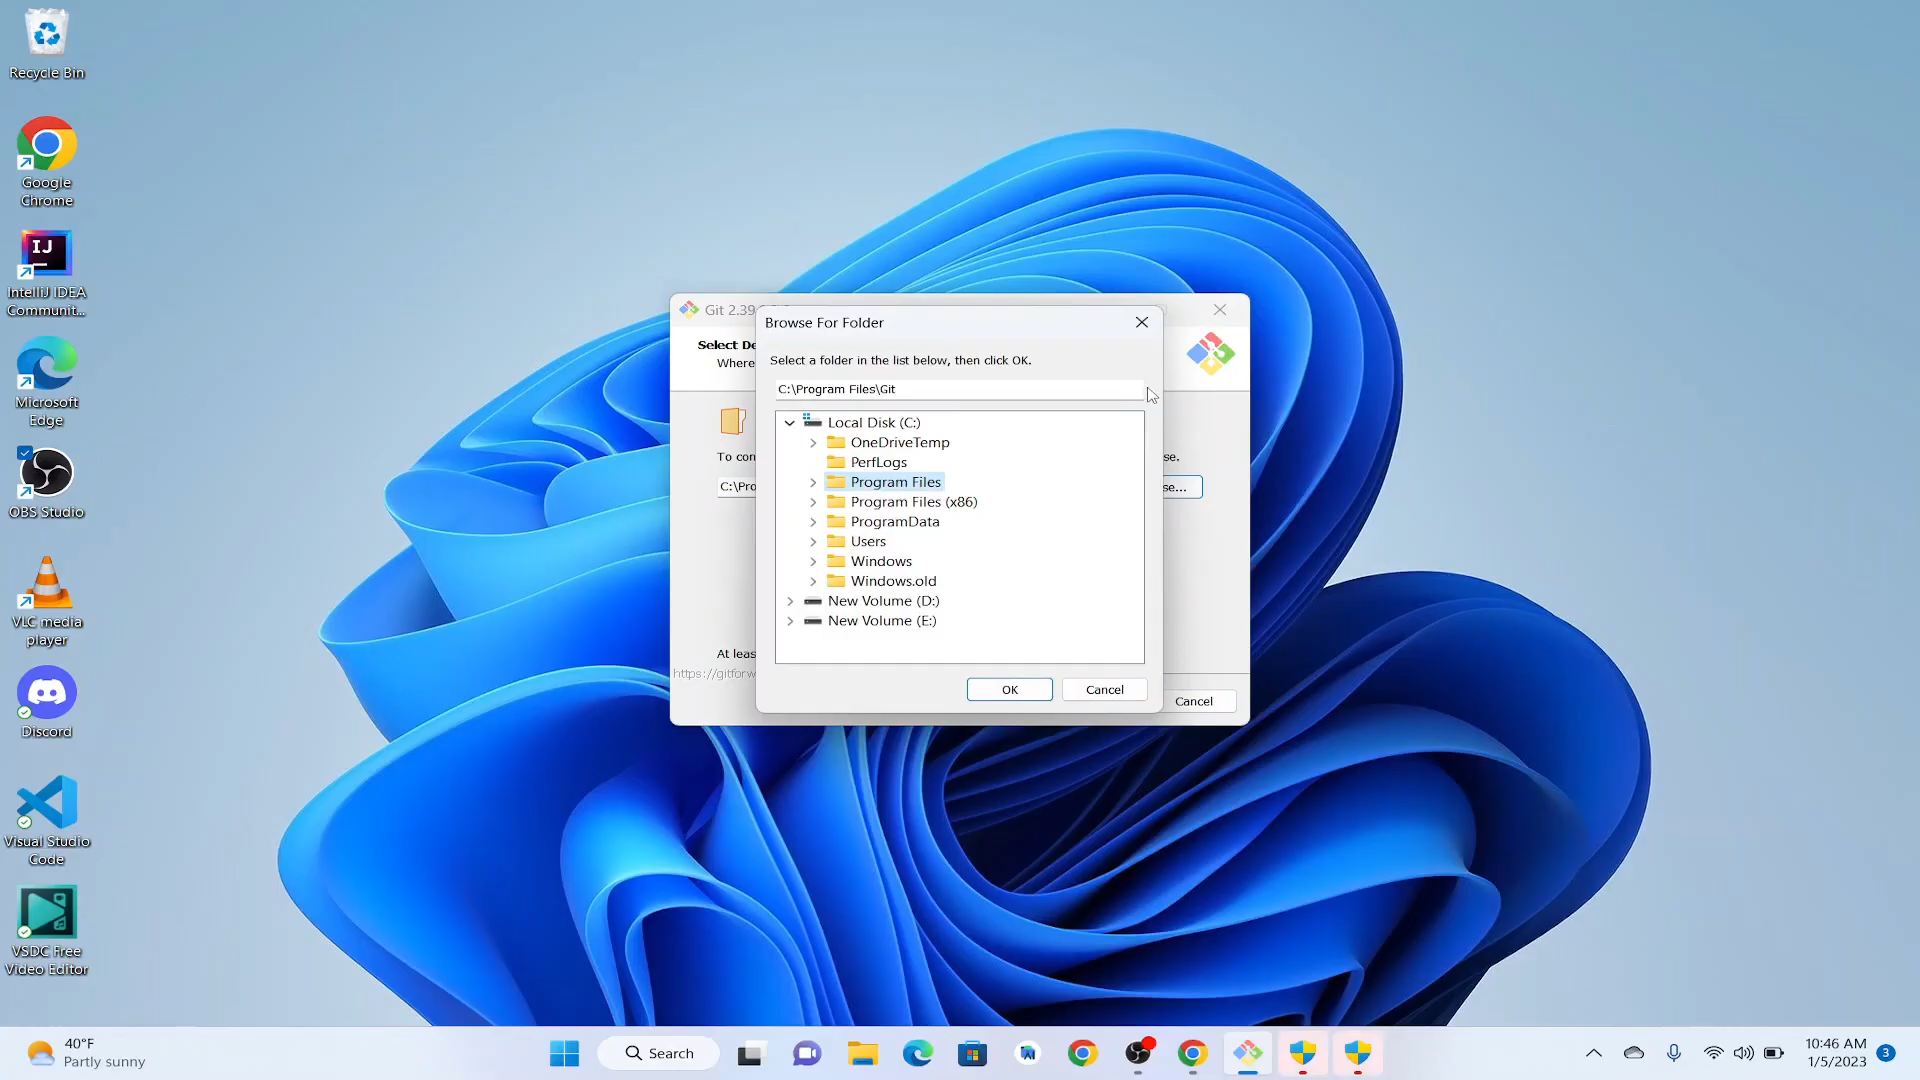 Recycle Bin
Google
Chrome
IntelliJ IDEA
Communit...
Microsoft
Edge
OBS Studio
VLC media
player
Discord
Visual Studio
Code
VSDC Free
Video Editor
Git 2.39
Select De
Where
To con
C:\Pro
se.
se...
At leas
https://gitforw
Cancel
Browse For Folder
Select a folder in the list below, then click OK.
C:\Program Files\Git
Local Disk (C:)
OneDriveTemp
PerfLogs
Program Files
Program Files (x86)
ProgramData
Users
Windows
Windows.old
New Volume (D:)
New Volume (E:)
OK
Cancel
40°F
Partly sunny
Search
10:46 AM
1/5/2023
3